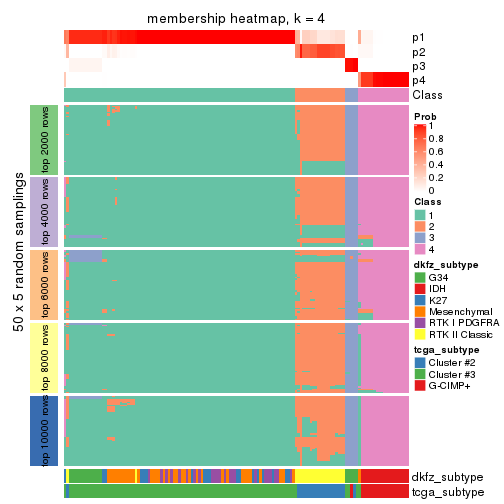 membership heatmap, k = 4
p1
p2
p3
p4
Class
50 x 5 random samplings
top 2000 rows
top 4000 rows
top 6000 rows
top 8000 rows
top 10000 rows
Prob
1
0.8
0.6
0.4
0.2
0
Class
1
2
3
4
dkfz_subtype
G34
IDH
K27
Mesenchymal
RTK I PDGFRA
RTK II Classic
tcga_subtype
Cluster #2
Cluster #3
G-CIMP+
dkfz_subtype
tcga_subtype